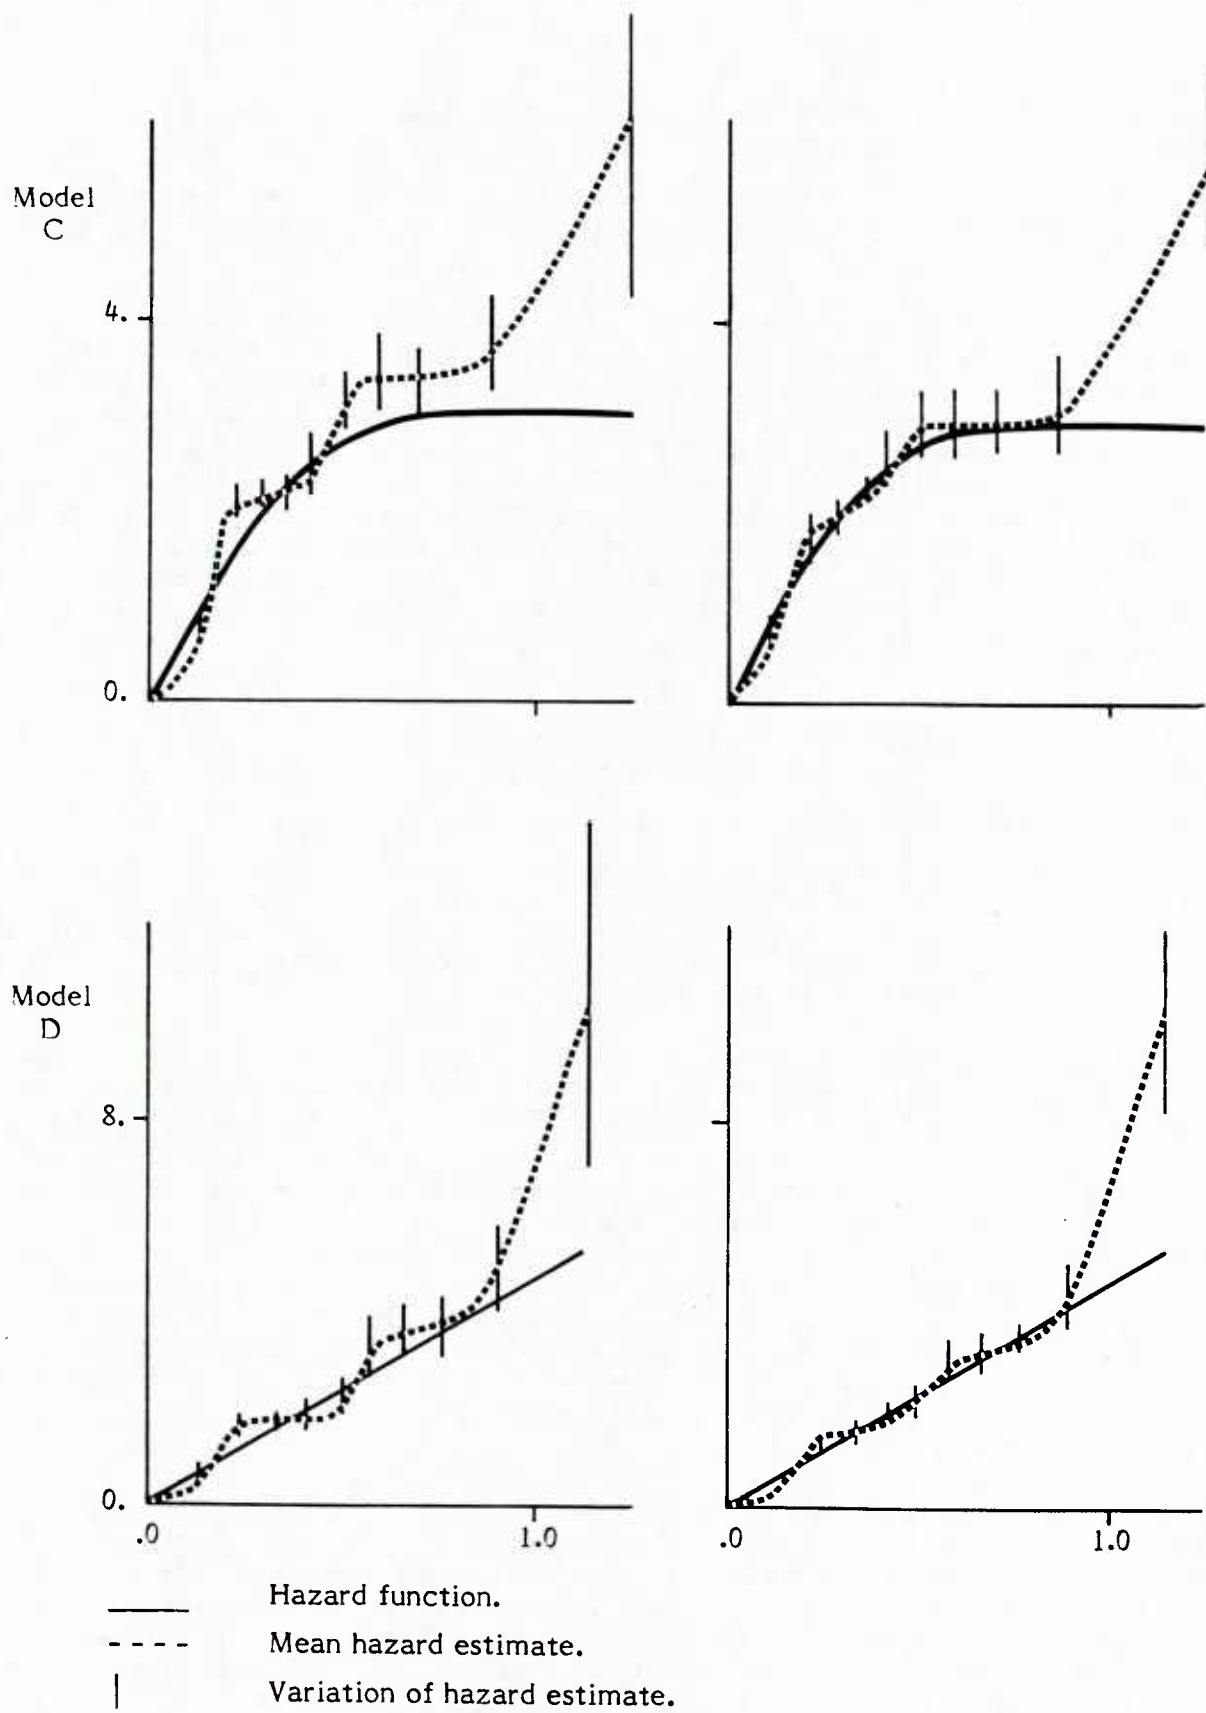 Model
C
4.
0.
Model
D
8.
0.
.0
1.0
.0
1.0
Hazard function.
Mean hazard estimate.
Variation of hazard estimate.